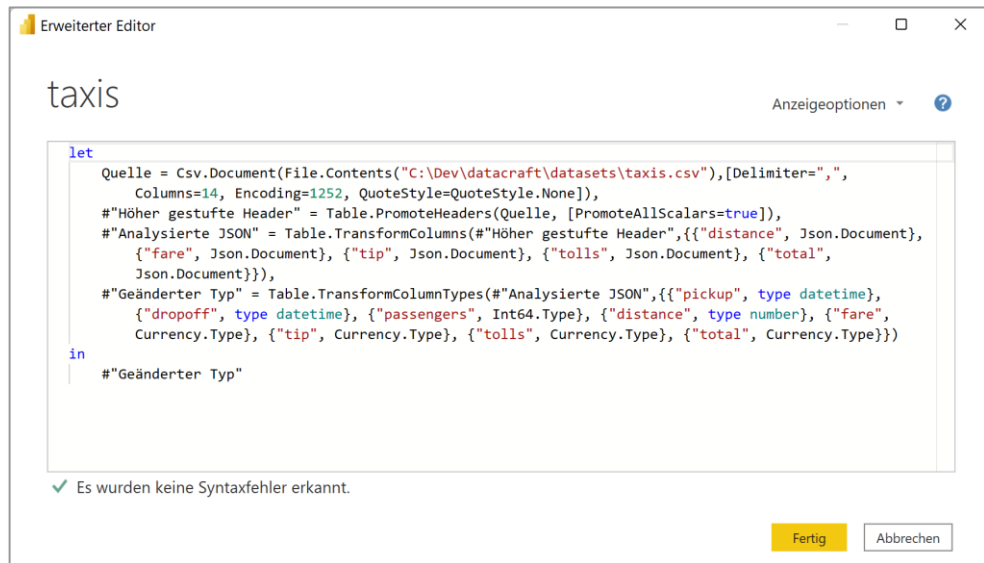 Erweiterter Editor
taxis
Anzeigeoptionen
?
let
Quelle = Csv.Document(File.Contents("C:\Dev\datacraft\datasets\taxis.csv"),[Delimiter=",",
Columns=14, Encoding=1252, QuoteStyle=QuoteStyle.None]),
#"Höher gestufte Header" = Table.PromoteHeaders(Quelle, [PromoteAllScalars=true]),
#"Analysierte JSON" = Table.TransformColumns(#"Höher gestufte Header",{{"distance", Json.Document},
{"fare", Json.Document}, {"tip", Json.Document}, {"tolls", Json.Document}, {"total",
Json.Document}}),
#"Geänderter Typ" = Table.TransformColumnTypes(#"Analysierte JSON",{{"pickup", type datetime},
{"dropoff", type datetime}, {"passengers", Int64.Type}, {"distance", type number}, {"fare",
Currency.Type}, {"tip", Currency.Type}, {"tolls", Currency.Type}, {"total", Currency.Type}})
in
#"Geänderter Typ"
Es wurden keine Syntaxfehler erkannt.
Fertig
Abbrechen